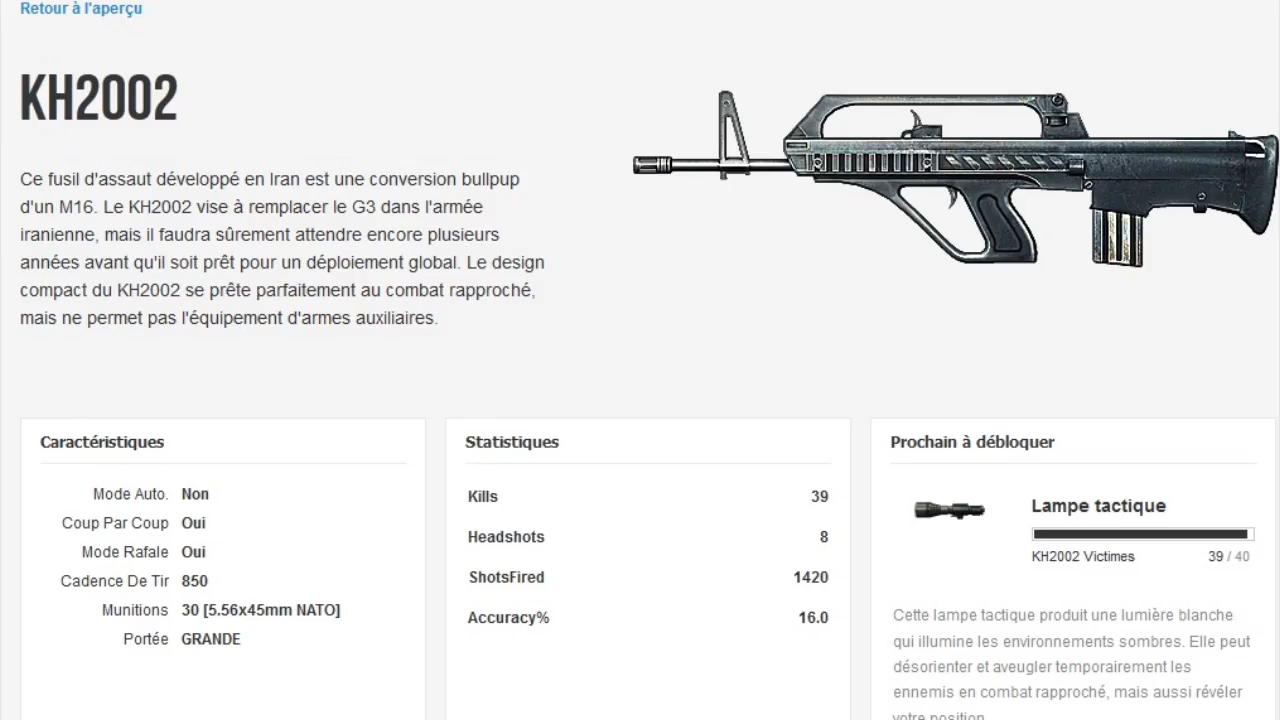 Retour à l'aperçu
KH2002
Ce fusil d'assaut développé en Iran est une conversion bullpup
d'un M16. Le KH2002 vise à remplacer le G3 dans l'armée
iranienne, mais il faudra sûrement attendre encore plusieurs
années avant qu'il soit prêt pour un déploiement global. Le design
compact du KH2002 se prête parfaitement au combat rapproché,
mais ne permet pas l'équipement d'armes auxiliaires.
Caractéristiques
Mode Auto. Non
Coup Par Coup Oui
Mode Rafale Oui
Cadence De Tir 850
Munitions 30 [5.56x45mm NATO]
Portée GRANDE
Statistiques
Kills 39
Headshots 8
ShotsFired 1420
Accuracy% 16.0
Prochain à débloquer
Lampe tactique
KH2002 Victimes 39 / 40
Cette lampe tactique produit une lumière blanche
qui illumine les environnements sombres. Elle peut
désorienter et aveugler temporairement les
ennemis en combat rapproché, mais aussi révéler
votre position